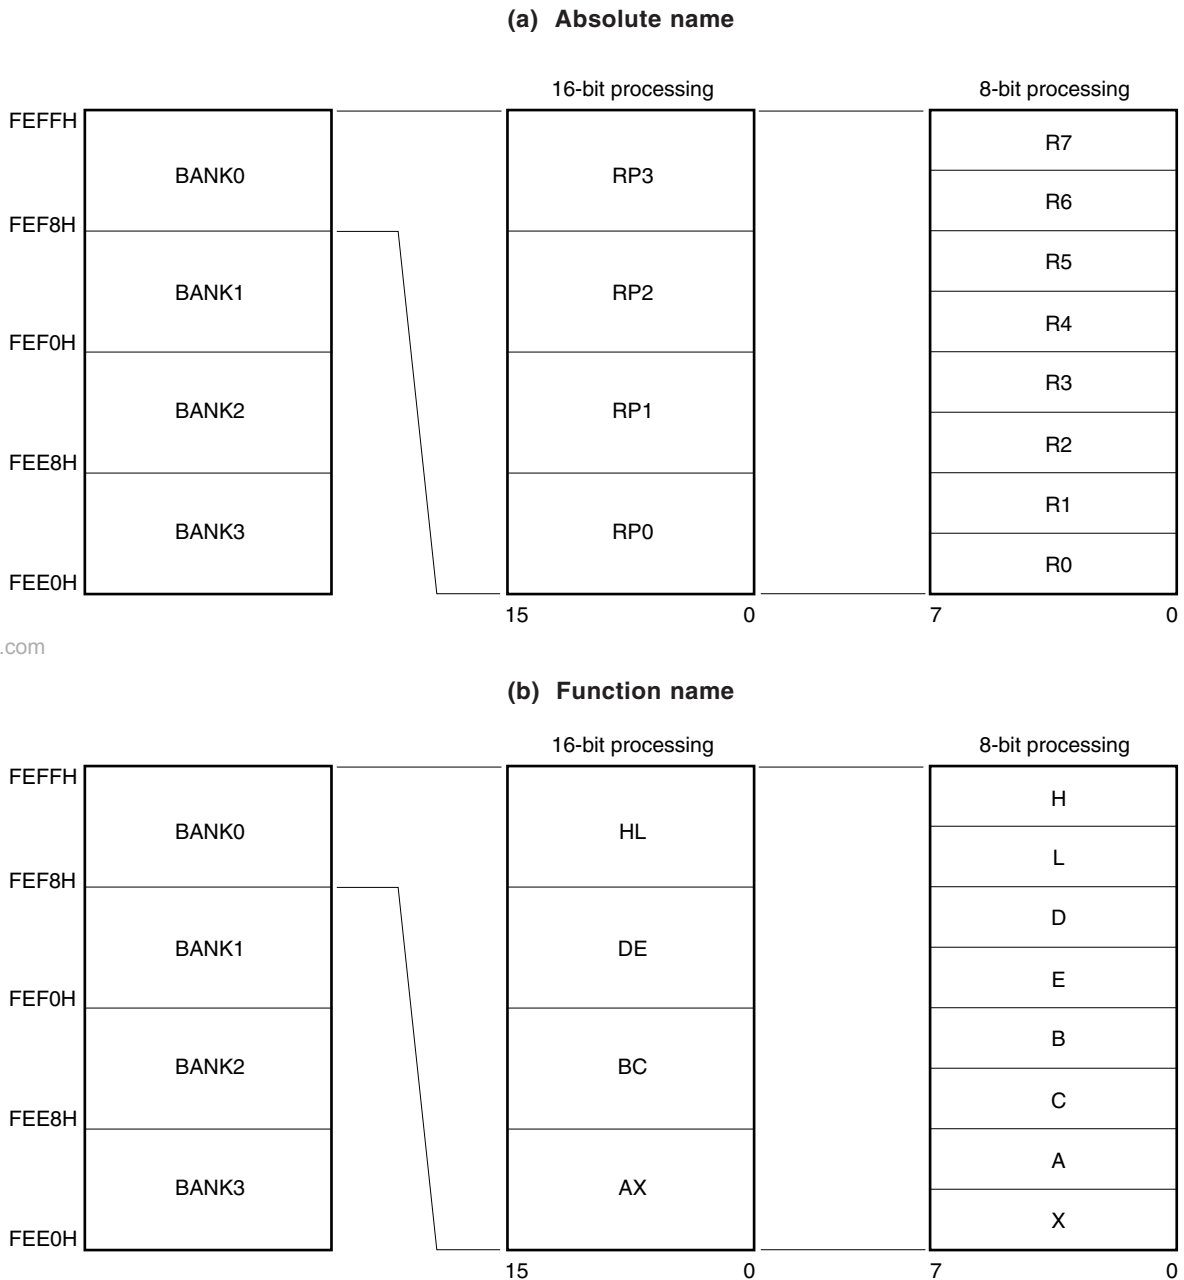 (a) Absolute name
16-bit processing
8-bit processing
FEFFH
BANK0
RP3
R7
R6
FEF8H
BANK1
RP2
R5
R4
FEF0H
BANK2
RP1
R3
R2
FEE8H
BANK3
RP0
R1
R0
FEE0H
15
0
7
0
.com
(b) Function name
16-bit processing
8-bit processing
FEFFH
BANK0
HL
H
L
FEF8H
BANK1
DE
D
E
FEF0H
BANK2
BC
B
C
FEE8H
BANK3
AX
A
X
FEE0H
15
0
7
0